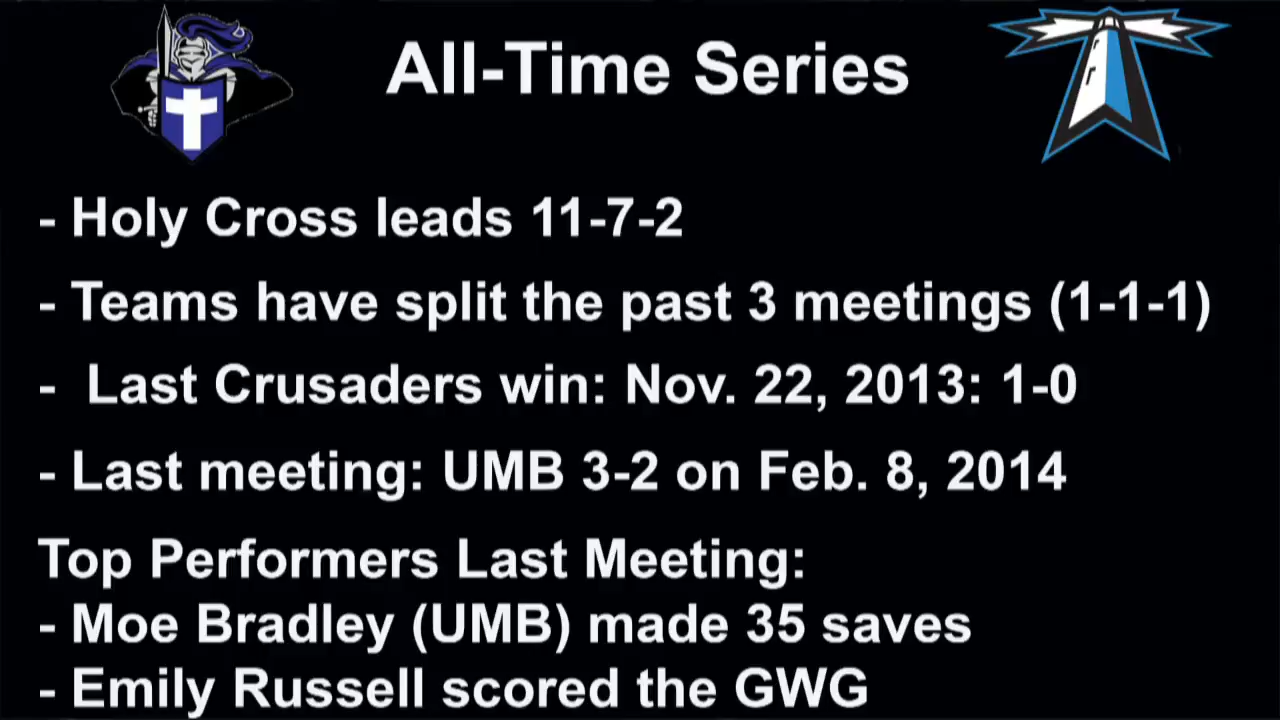 All-Time Series
- Holy Cross leads 11-7-2
- Teams have split the past 3 meetings (1-1-1)
- Last Crusaders win: Nov. 22, 2013: 1-0
- Last meeting: UMB 3-2 on Feb. 8, 2014
Top Performers Last Meeting:
- Moe Bradley (UMB) made 35 saves
- Emily Russell scored the GWG